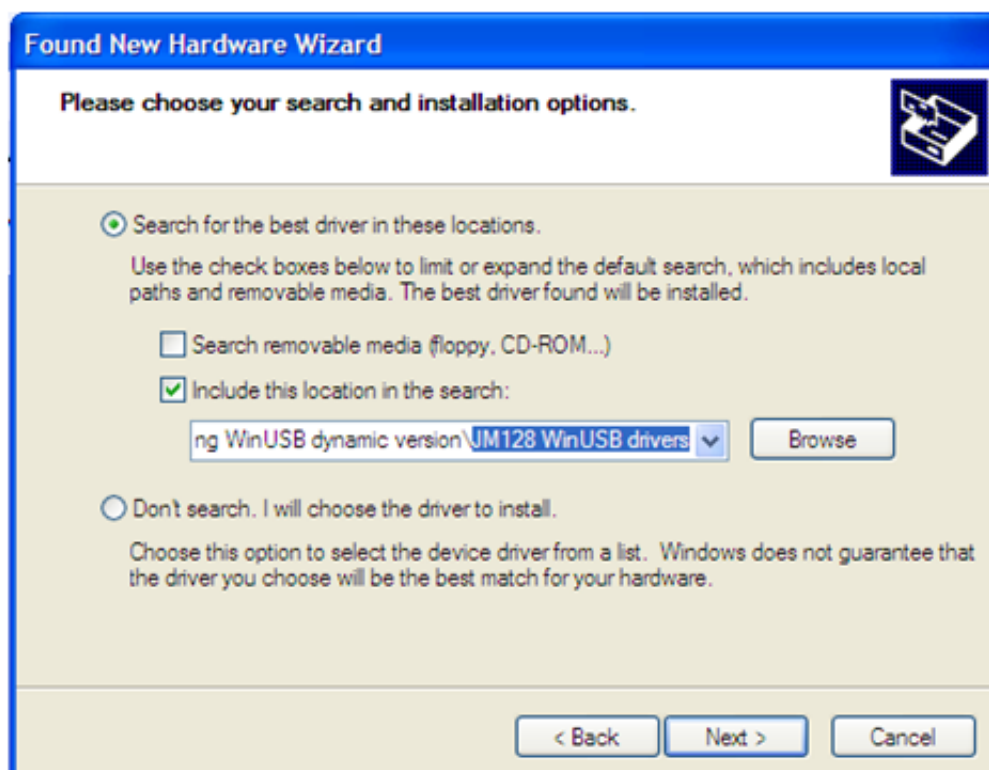 Found New Hardware Wizard
Please choose your search and installation options.
Search for the best driver in these locations.
Use the check boxes below to limit or expand the default search, which includes local
paths and removable media. The best driver found will be installed.
Search removable media (floppy, CD-ROM...)
Include this location in the search:
ng WinUSB dynamic version\JM128 WinUSB drivers
Browse
Don't search. I will choose the driver to install.
Choose this option to select the device driver from a list. Windows does not guarantee that
the driver you choose will be the best match for your hardware.
< Back Next > Cancel